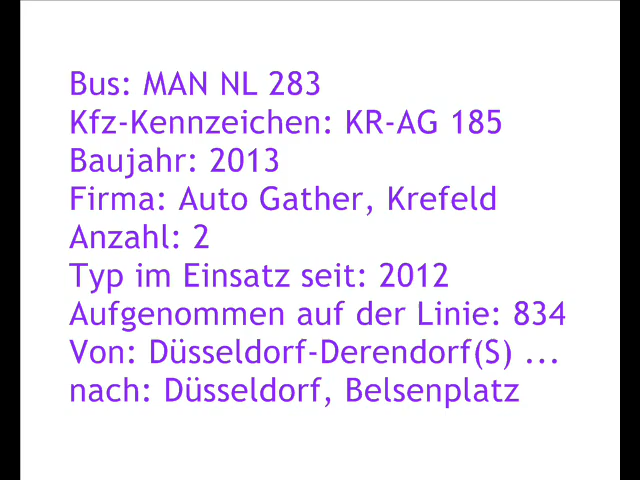 Bus: MAN NL 283
Kfz-Kennzeichen: KR-AG 185
Baujahr: 2013
Firma: Auto Gather, Krefeld
Anzahl: 2
Typ im Einsatz seit: 2012
Aufgenommen auf der Linie: 834
Von: Düsseldorf-Derendorf(S) ...
nach: Düsseldorf, Belsenplatz